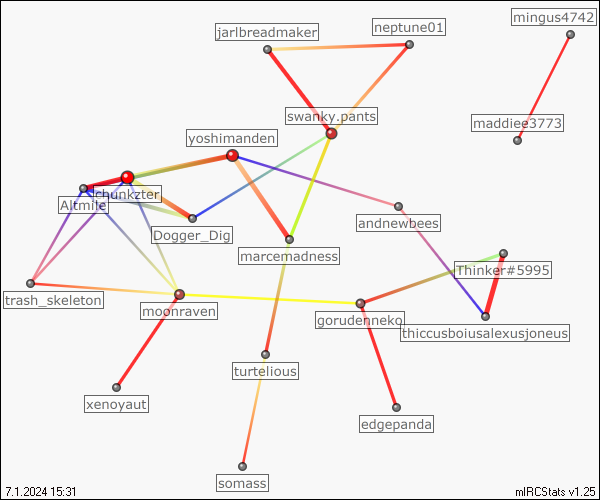 mingus4742
neptune01
jarlbreadmaker
swanky.pants
maddiee3773
yoshimanden
chunkzter
Altmile
andnewbees
Dogger_Dig
marcemadness
Thinker#5995
trash_skeleton
moonraven
gorudenneko
thiccusboiusalexusjoneus
turtelious
xenoyaut
edgepanda
somass
7.1.2024 15:31
mIRCStats v1.25